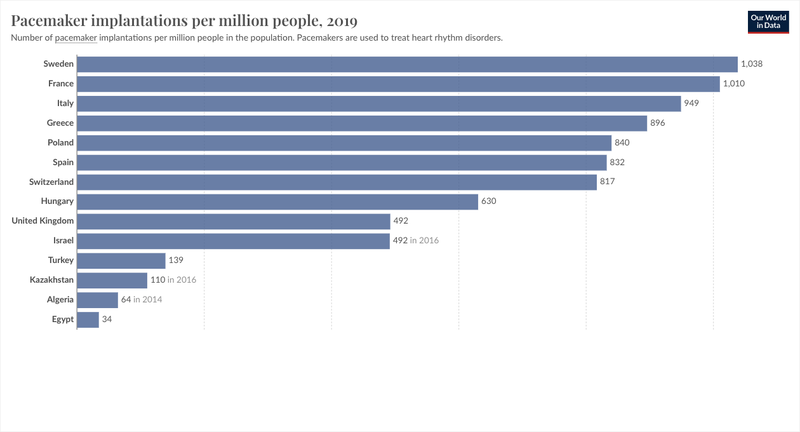 Pacemaker implantations per million people, 2019
Our World
in Data
Number of pacemaker implantations per million people in the population. Pacemakers are used to treat heart rhythm disorders.
Sweden 1,038
France 1,010
Italy 949
Greece 896
Poland 840
Spain 832
Switzerland 817
Hungary 630
United Kingdom 492
Israel 492 in 2016
Turkey 139
Kazakhstan 110 in 2016
Algeria 64 in 2014
Egypt 34